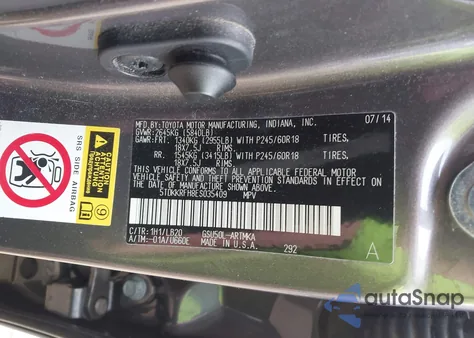 MFD.BY:TOYOTA MOTOR MANUFACTURING, INDIANA, INC. 07/14
GVWR:2645KG (5840LB)
GAWR:FRT. 1340KG (2955LB) WITH P245/60R18 TIRES,
18X7.5J RIMS.
RR. 1545KG (3415LB) WITH P245/60R18 TIRES,
18X7.5J RIMS.
THIS VEHICLE CONFORMS TO ALL APPLICABLE FEDERAL MOTOR
VEHICLE SAFETY AND THEFT PREVENTION STANDARDS IN
EFFECT ON THE DATE OF MANUFACTURE SHOWN ABOVE.
5TDKKRFH8ES035409 MPV
C/TR: 1H1/LB20 GSU50L-ARTMKA
A/TM:-01A/U660E MADE IN U.S.A. 292 A
SRS SIDE AIRBAG
9
autoSnap